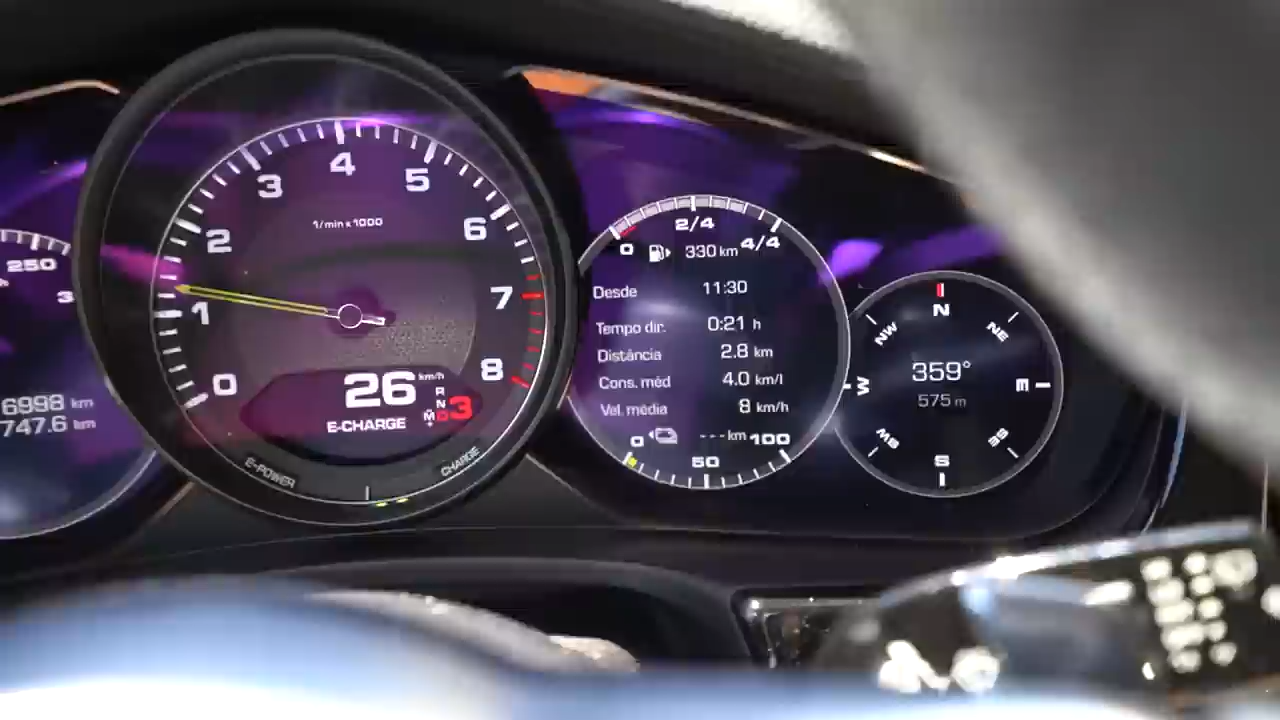 250
3
6998 km
747.6 km
0
1
2
3
4
5
6
7
8
1/min x 1000
26 km/h
E-CHARGE
R
N
D
M
3
E-POWER
CHARGE
0
2/4
4/4
330 km
Desde 11:30
Tempo dir. 0:21 h
Distância 2.8 km
Cons. méd 4.0 km/l
Vel. média 8 km/h
0 ---km 100
50
N
NE
E
SE
S
SW
W
NW
359°
575 m